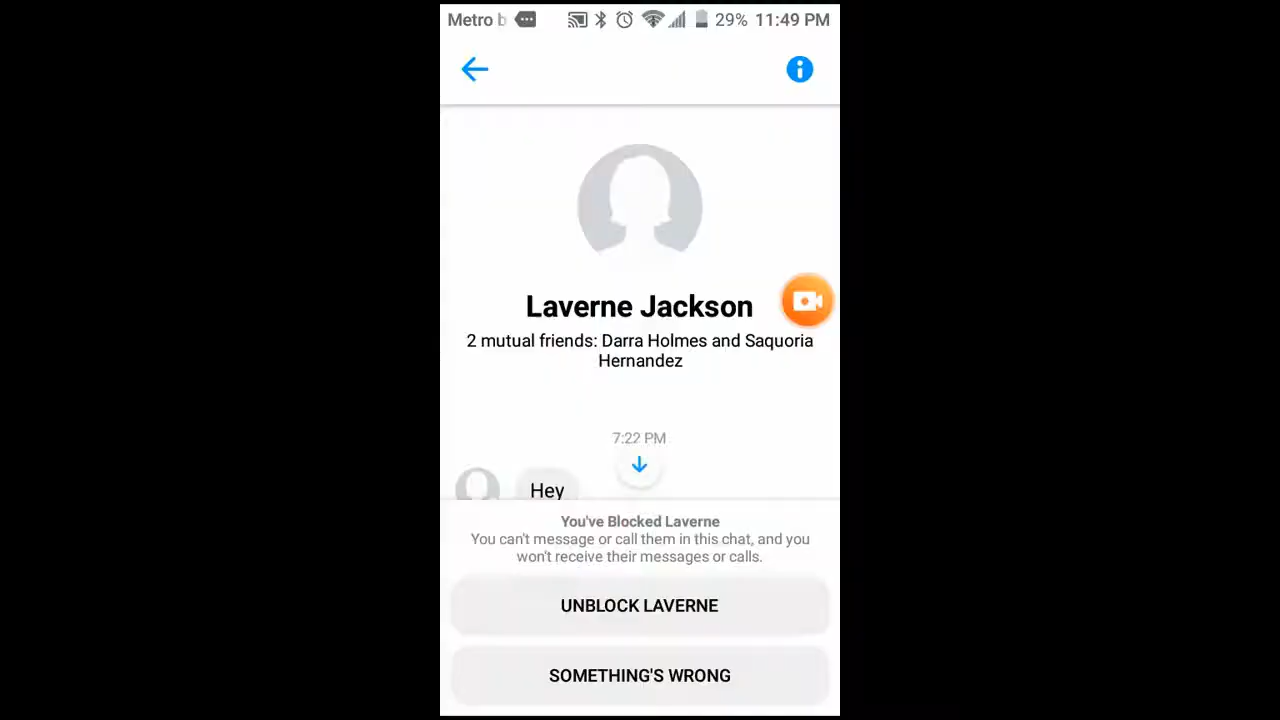 Metro b 29% 11:49 PM
Laverne Jackson
2 mutual friends: Darra Holmes and Saquoria
Hernandez
7:22 PM
Hey
You've Blocked Laverne
You can't message or call them in this chat, and you
won't receive their messages or calls.
UNBLOCK LAVERNE
SOMETHING'S WRONG